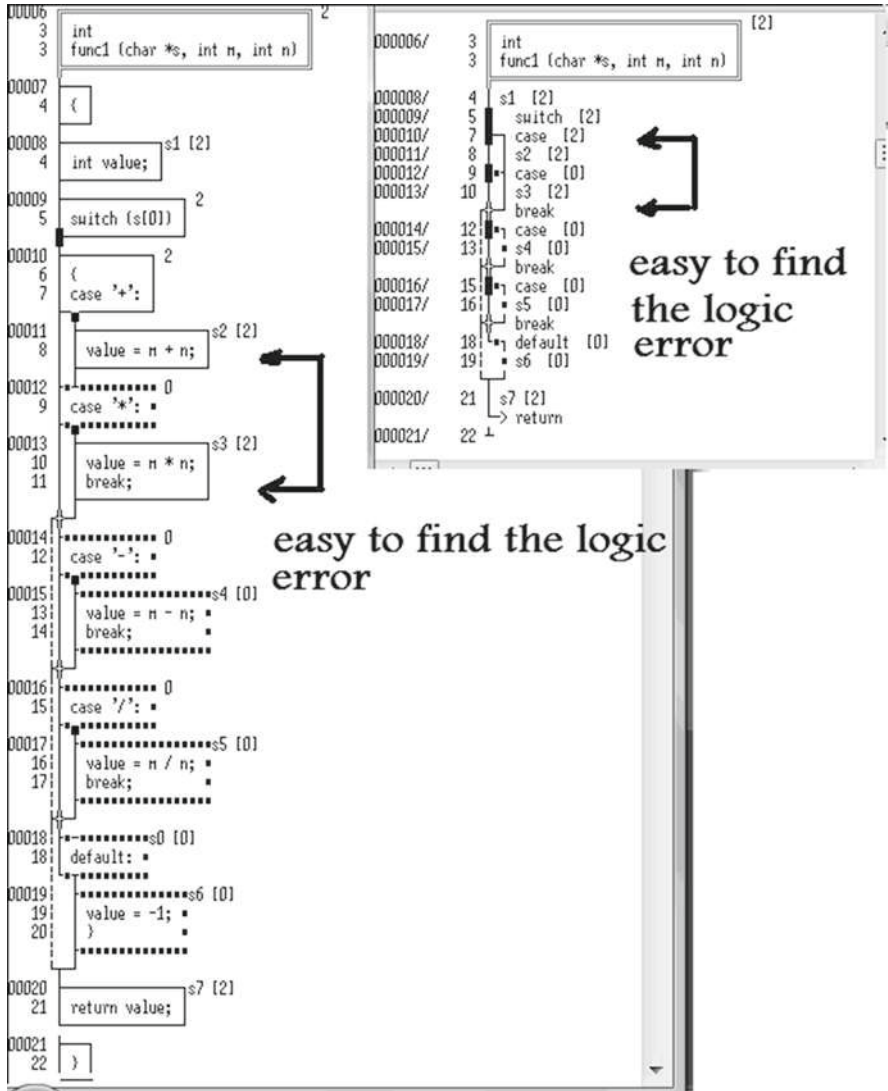 00006
2
3 int
3 func1 (char *s, int m, int n)
00007
4 {
00008
s1 [2]
4 int value;
00009
2
5 switch (s[0])
00010
2
6 {
7 case '+':
00011
s2 [2]
8 value = m + n;
00012
0
9 case '*':
00013
s3 [2]
10 value = m * n;
11 break;
00014
0
12 case '-':
00015
s4 [0]
13 value = m - n;
14 break;
00016
0
15 case '/':
00017
s5 [0]
16 value = m / n;
17 break;
00018
s0 [0]
18 default:
00019
s6 [0]
19 value = -1;
20 }
00020
s7 [2]
21 return value;
00021
22 }
easy to find the logic
error
[2]
000006/ 3 int
3 func1 (char *s, int m, int n)
000008/ 4 s1 [2]
000009/ 5 switch [2]
000010/ 7 case [2]
000011/ 8 s2 [2]
000012/ 9 case [0]
000013/ 10 s3 [2]
break
000014/ 12 case [0]
000015/ 13 s4 [0]
break
000016/ 15 case [0]
000017/ 16 s5 [0]
break
000018/ 18 default [0]
000019/ 19 s6 [0]
000020/ 21 s7 [2]
return
000021/ 22
easy to find
the logic
error